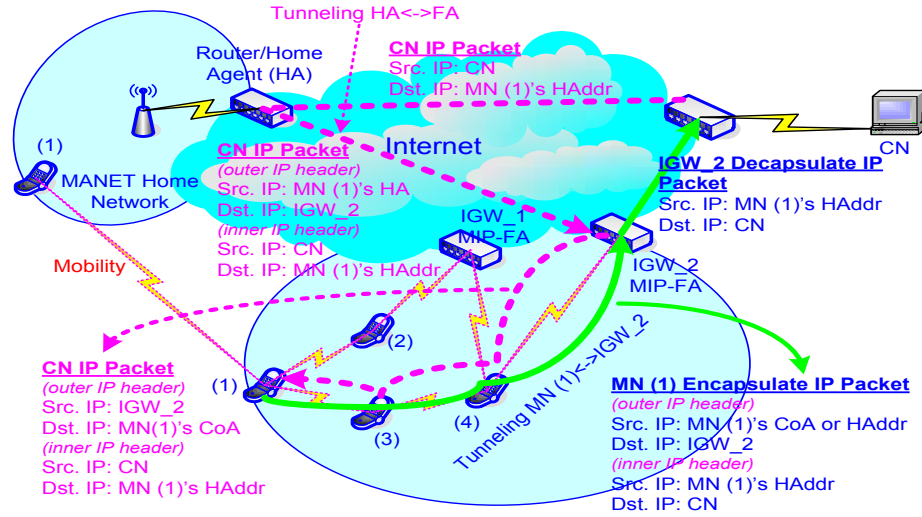 Tunneling HA<->FA
Router/Home
Agent (HA)
CN IP Packet
Src. IP: CN
Dst. IP: MN (1)'s HAddr
(1)
MANET Home
Network
CN IP Packet
(outer IP header)
Src. IP: MN (1)'s HA
Dst. IP: IGW_2
(inner IP header)
Src. IP: CN
Dst. IP: MN (1)'s HAddr
Internet
CN
IGW_2 Decapsulate IP
Packet
Src. IP: MN (1)'s HAddr
Dst. IP: CN
IGW_1
MIP-FA
IGW_2
MIP-FA
Mobility
(2)
(1)
(3)
(4)
Tunneling MN (1)<->IGW_2
CN IP Packet
(outer IP header)
Src. IP: IGW_2
Dst. IP: MN(1)'s CoA
(inner IP header)
Src. IP: CN
Dst. IP: MN (1)'s HAddr
MN (1) Encapsulate IP Packet
(outer IP header)
Src. IP: MN (1)'s CoA or HAddr
Dst. IP: IGW_2
(inner IP header)
Src. IP: MN (1)'s HAddr
Dst. IP: CN